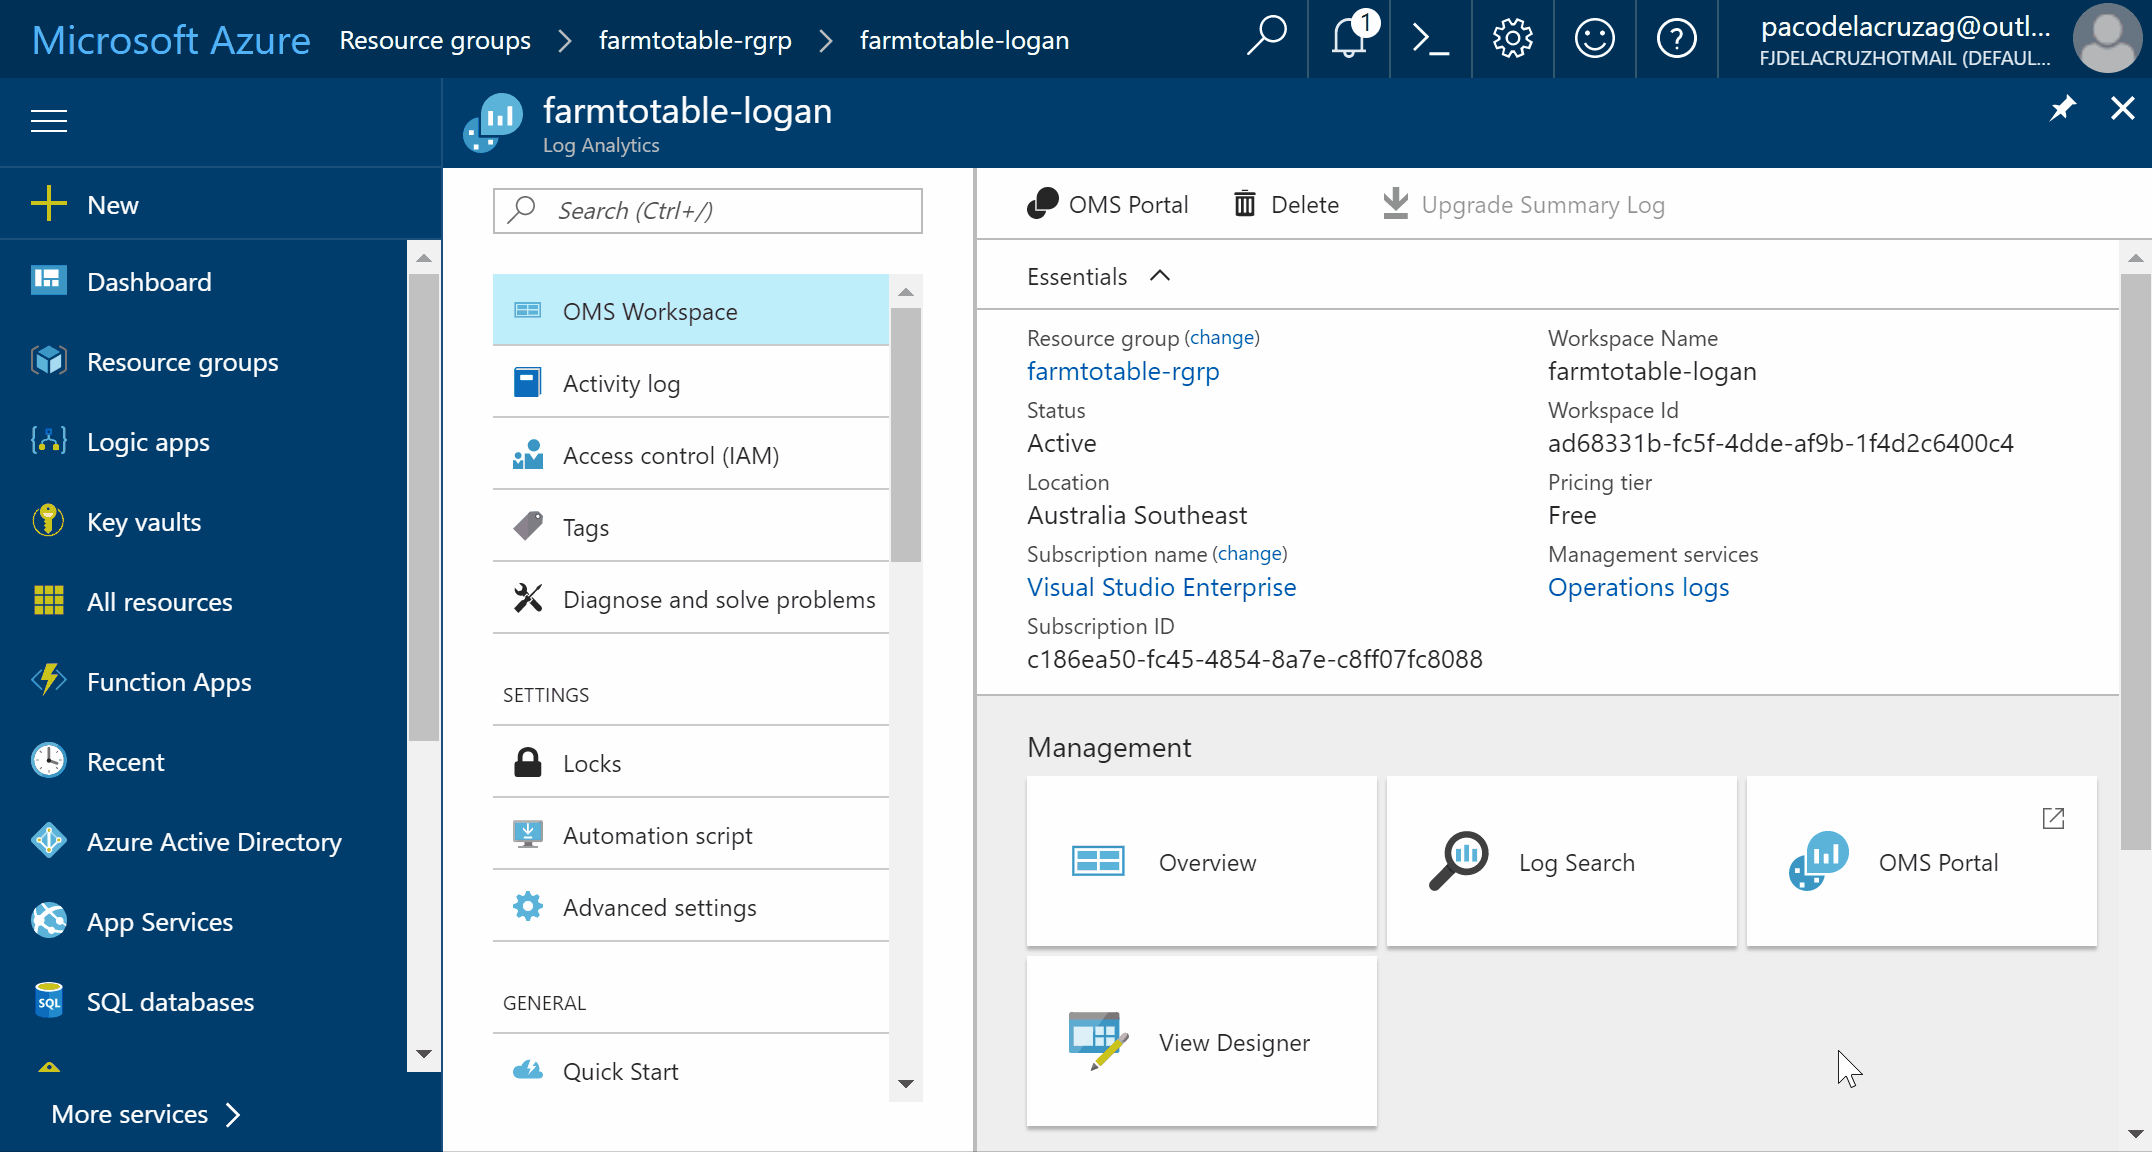 Microsoft Azure Resource groups > farmtotable-rgrp > farmtotable-logan
1
pacodelacruzag@outl...
FJDELACRUZHOTMAIL (DEFAUL...
farmtotable-logan
Log Analytics
New
Dashboard
Resource groups
Logic apps
Key vaults
All resources
Function Apps
Recent
Azure Active Directory
App Services
SQL
SQL databases
More services >
Search (Ctrl+/)
OMS Workspace
Activity log
Access control (IAM)
Tags
Diagnose and solve problems
SETTINGS
Locks
Automation script
Advanced settings
GENERAL
Quick Start
OMS Portal Delete Upgrade Summary Log
Essentials
Resource group (change)
farmtotable-rgrp
Status
Active
Location
Australia Southeast
Subscription name (change)
Visual Studio Enterprise
Subscription ID
c186ea50-fc45-4854-8a7e-c8ff07fc8088
Workspace Name
farmtotable-logan
Workspace Id
ad68331b-fc5f-4dde-af9b-1f4d2c6400c4
Pricing tier
Free
Management services
Operations logs
Management
Overview
Log Search
OMS Portal
View Designer